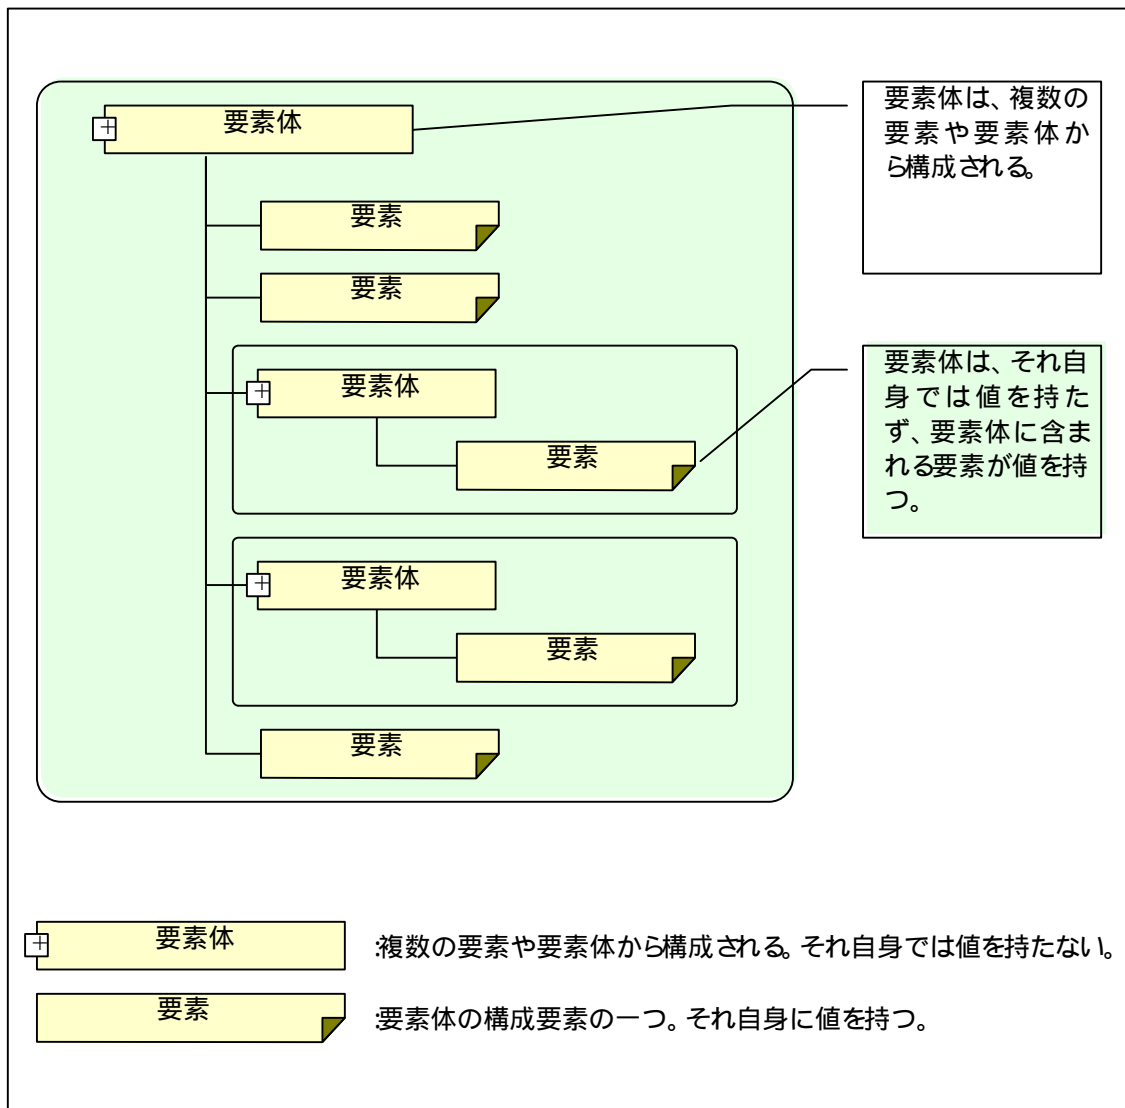 要素体
要素体は、複数の
要素や要素体か
ら構成される。
要素
要素
要素体
要素
要素体は、それ自
身では値を持た
ず、要素体に含ま
れる要素が値を持
つ。
要素体
要素
要素
要素体
:複数の要素や要素体から構成される。それ自身では値を持たない。
要素
:要素体の構成要素の一つ。それ自身に値を持つ。